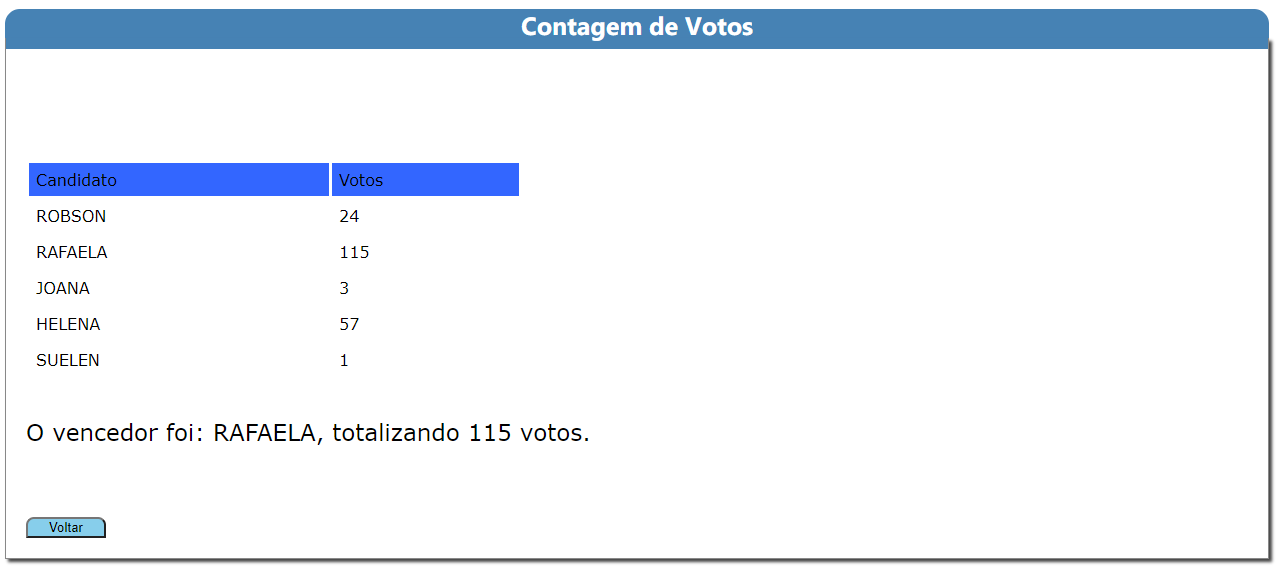 Contagem de Votos
Candidato Votos
ROBSON 24
RAFAELA 115
JOANA 3
HELENA 57
SUELEN 1
O vencedor foi: RAFAELA, totalizando 115 votos.
Voltar